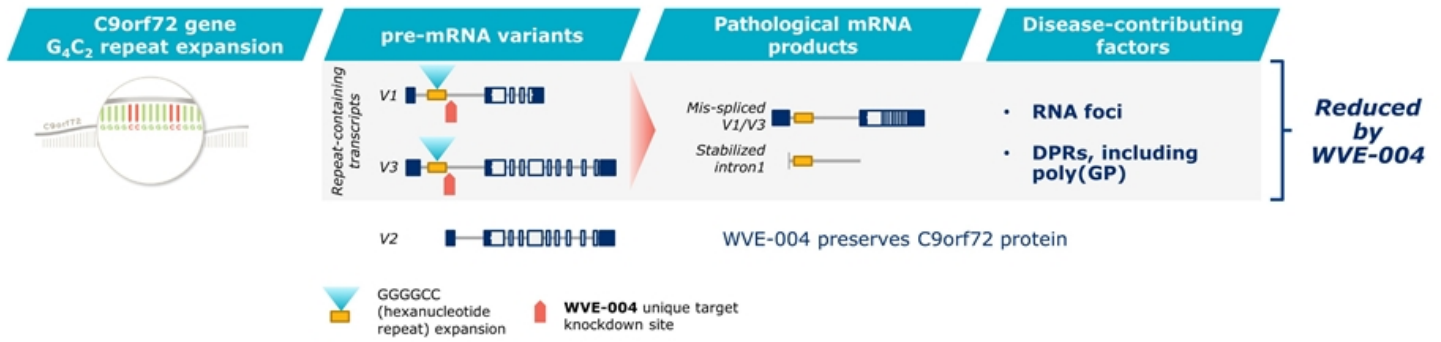 C9orf72 gene
G₄C₂ repeat expansion
pre-mRNA variants
Pathological mRNA
products
Disease-contributing
factors
C9orf72
GGGGCCGGGGCCGGG
Repeat-containing
transcripts
V1
V3
Mis-spliced
V1/V3
Stabilized
intron1
• RNA foci
• DPRs, including
poly(GP)
Reduced
by
WVE-004
V2
WVE-004 preserves C9orf72 protein
GGGGCC
(hexanucleotide
repeat) expansion
WVE-004 unique target
knockdown site